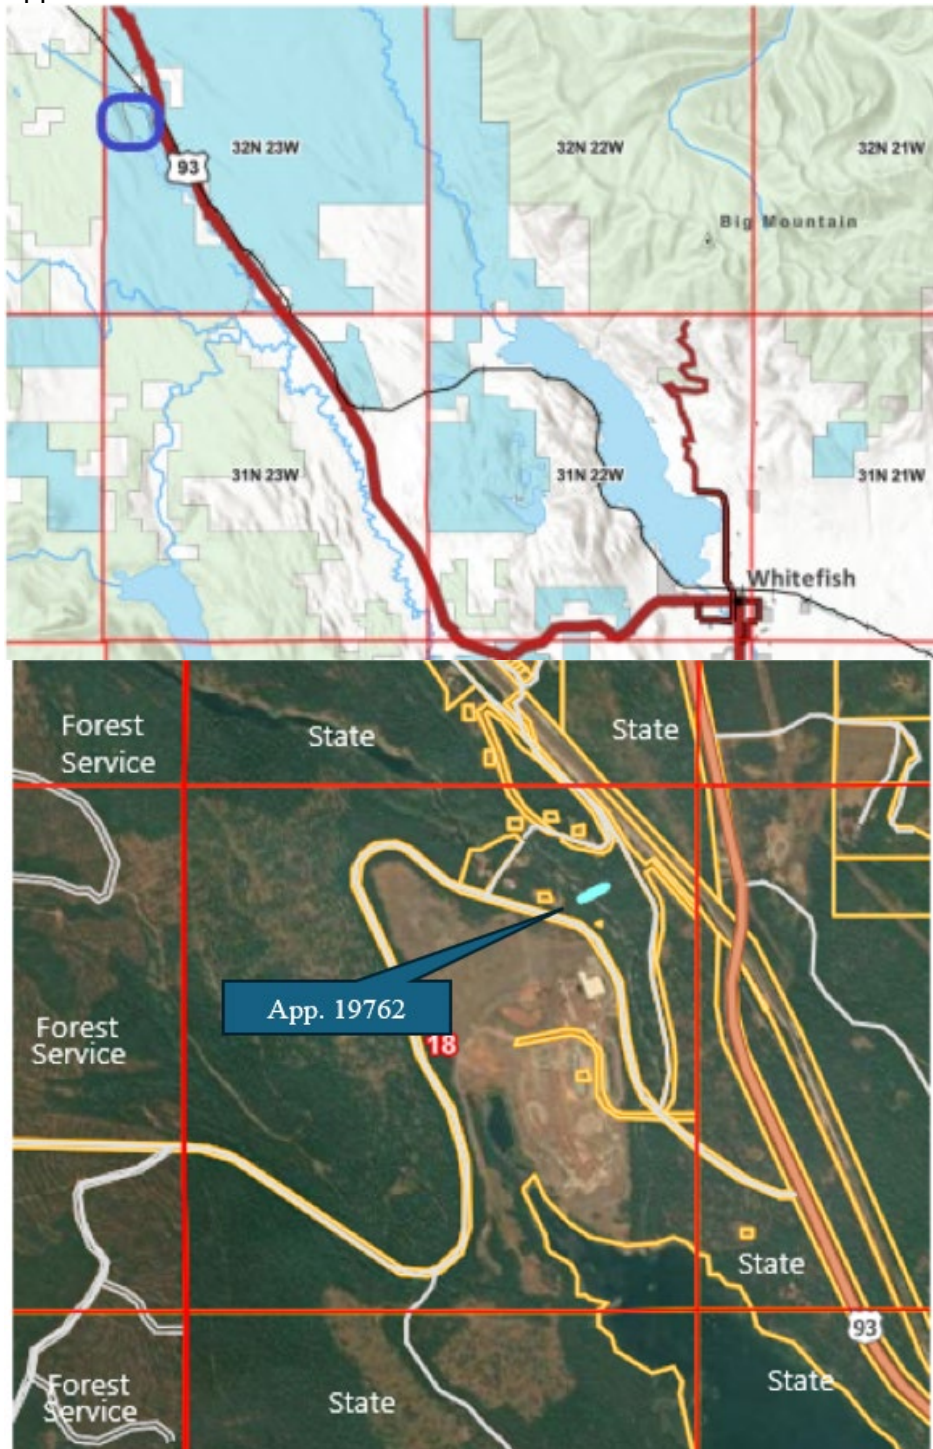 32N 23W
32N 22W
32N 21W
93
Big Mountain
31N 23W
31N 22W
31N 21W
Whitefish
Forest
Service
State
State
App. 19762
18
Forest
Service
State
93
Forest
Service
State
State